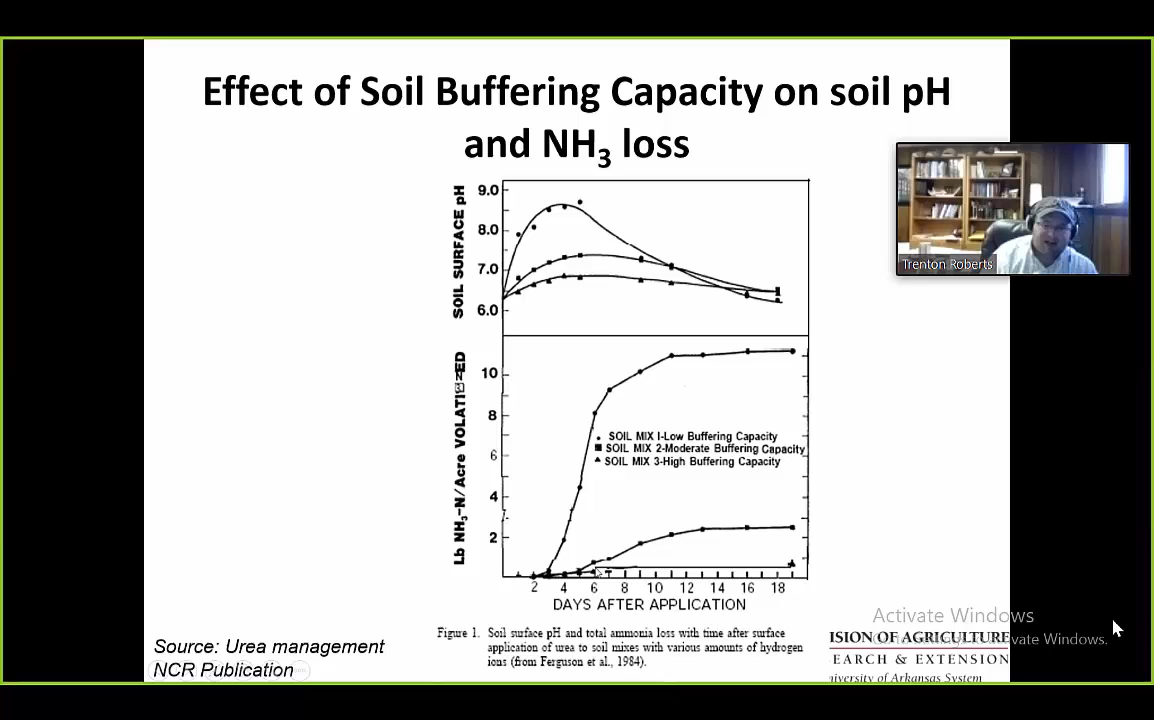 Effect of Soil Buffering Capacity on soil pH
and NH₃ loss
Trenton Roberts
SOIL SURFACE pH
9.0
8.0
7.0
6.0
Lb NH₃-N/Acre VOLATIZED
10
8
6
4
2
SOIL MIX I-Low Buffering Capacity
SOIL MIX 2-Moderate Buffering Capacity
SOIL MIX 3-High Buffering Capacity
2 4 6 8 10 12 14 16 18
DAYS AFTER APPLICATION
Figure 1. Soil surface pH and total ammonia loss with time after surface
application of urea to soil mixes with various amounts of hydrogen
ions (from Ferguson et al., 1984).
Source: Urea management
NCR Publication
Activate Windows
vate Windows.
ISION OF AGRICULTURE
EARCH & EXTENSION
niversity of Arkansas System